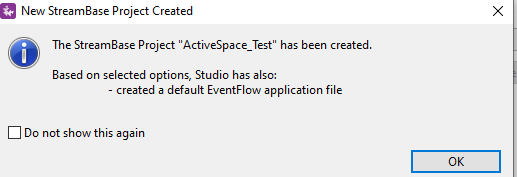 New StreamBase Project Created
The StreamBase Project "ActiveSpace_Test" has been created.
Based on selected options, Studio has also:
- created a default EventFlow application file
Do not show this again
OK